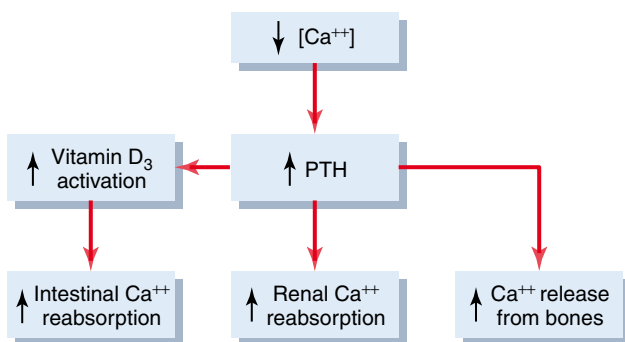 ↓ [Ca⁺⁺]
↑ Vitamin D₃
activation
↑ PTH
↑ Intestinal Ca⁺⁺
reabsorption
↑ Renal Ca⁺⁺
reabsorption
↑ Ca⁺⁺ release
from bones